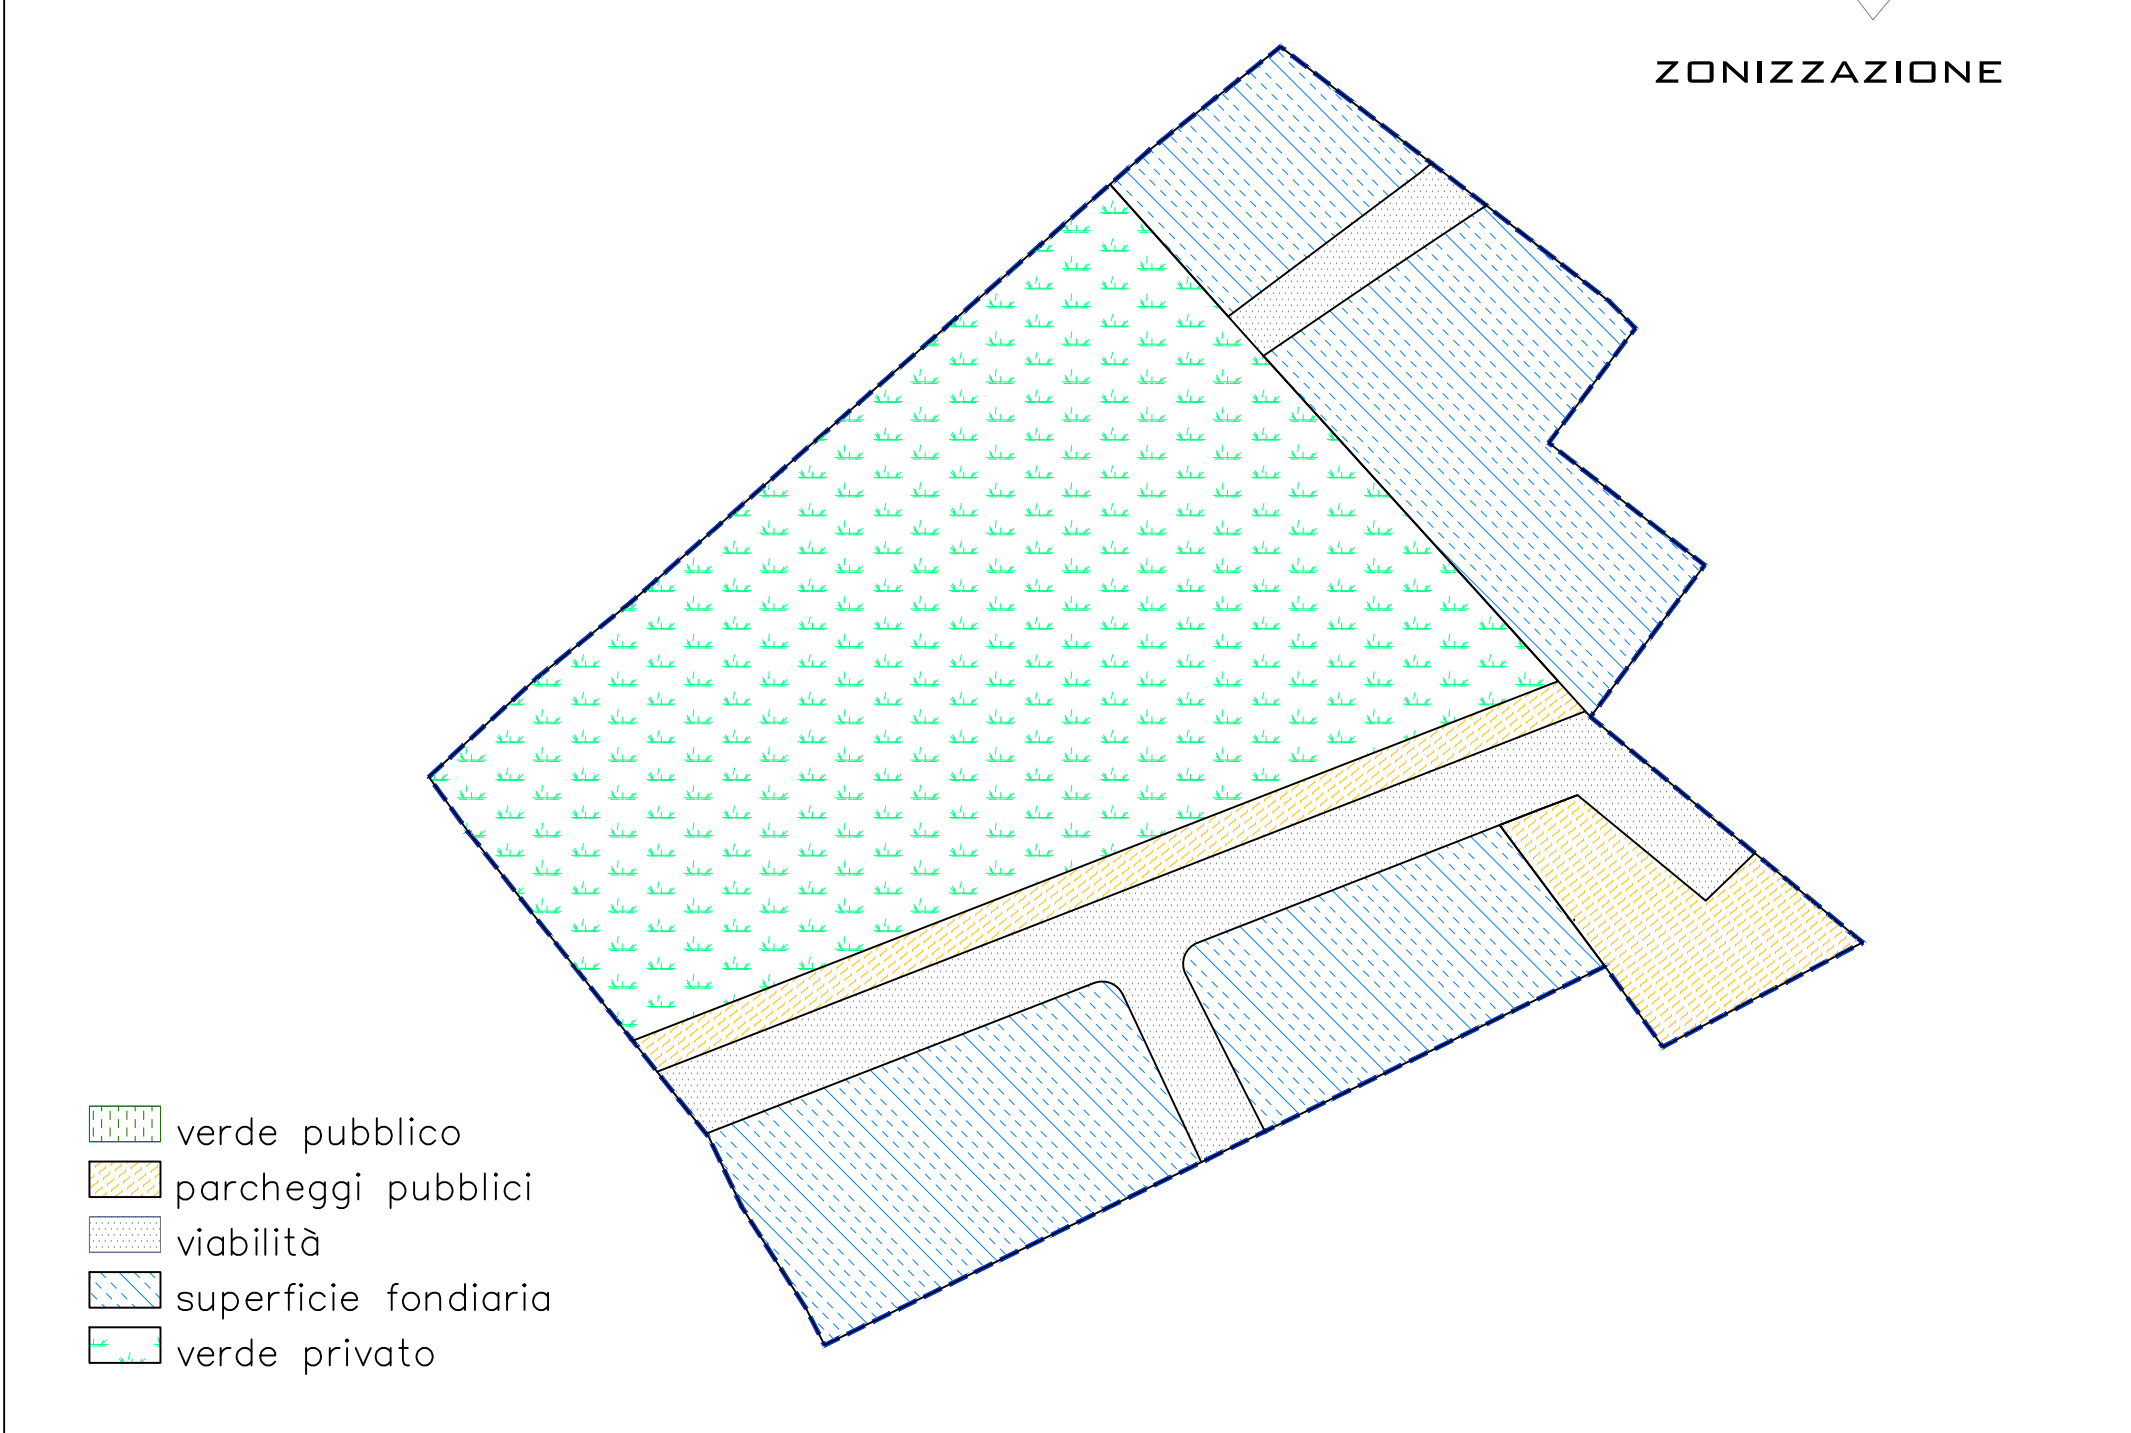 ZONIZZAZIONE
verde pubblico
parcheggi pubblici
viabilità
superficie fondiaria
verde privato